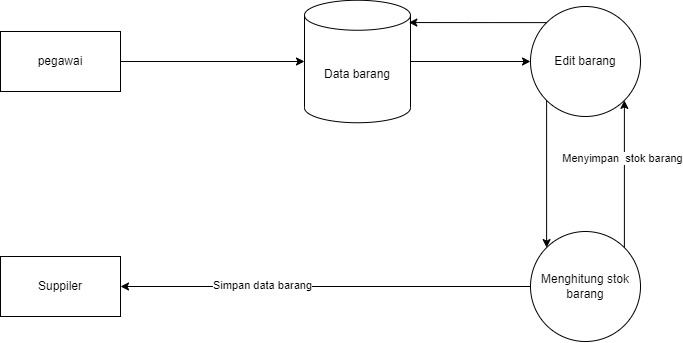 pegawai
Data barang
Edit barang
Menyimpan stok barang
Suppiler
Simpan data barang
Menghitung stok
barang